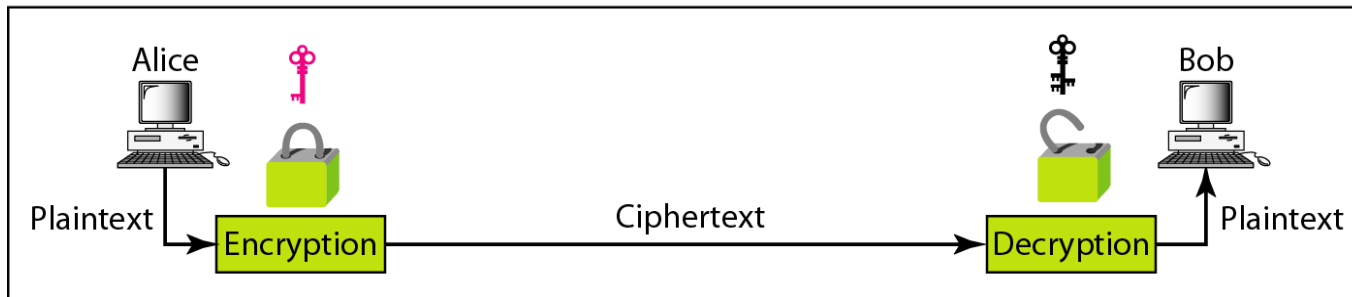 Alice
Bob
Plaintext
Ciphertext
Plaintext
Encryption
Decryption